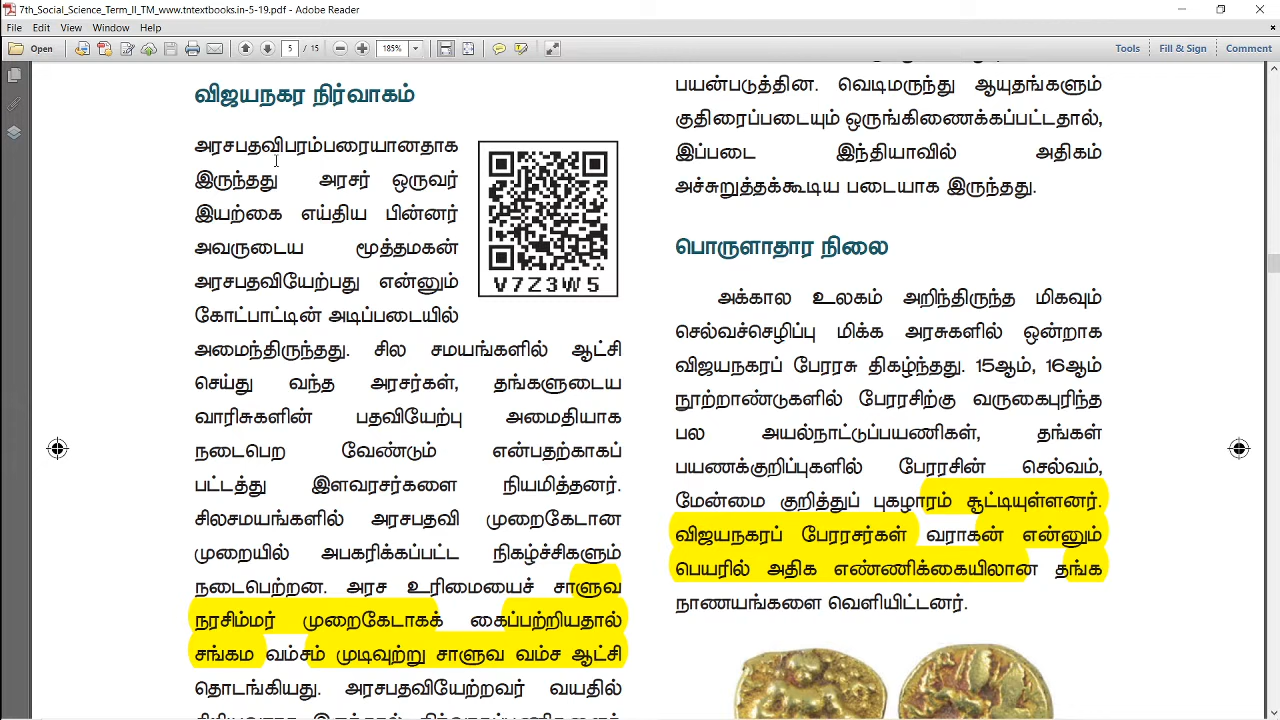 7th_Social_Science_Term_II_TM_www.tntextbooks.in-5-19.pdf - Adobe Reader
File Edit View Window Help
Open 5 / 15 185% Tools Fill & Sign Comment
விஜயநகர நிர்வாகம்
அரசபதவிபரம்பரையானதாக
இருந்தது அரசர் ஒருவர்
இயற்கை எய்திய பின்னர்
அவருடைய மூத்தமகன்
அரசபதவியேற்பது என்னும்
கோட்பாட்டின் அடிப்படையில்
V7Z3W5
அமைந்திருந்தது. சில சமயங்களில் ஆட்சி
செய்து வந்த அரசர்கள், தங்களுடைய
வாரிசுகளின் பதவியேற்பு அமைதியாக
நடைபெற வேண்டும் என்பதற்காகப்
பட்டத்து இளவரசர்களை நியமித்தனர்.
சிலசமயங்களில் அரசபதவி முறைகேடான
முறையில் அபகரிக்கப்பட்ட நிகழ்ச்சிகளும்
நடைபெற்றன. அரச உரிமையைச் சாளுவ
நரசிம்மர் முறைகேடாகக் கைப்பற்றியதால்
சங்கம வம்சம் முடிவுற்று சாளுவ வம்ச ஆட்சி
தொடங்கியது. அரசபதவியேற்றவர் வயதில்
பயன்படுத்தின. வெடிமருந்து ஆயுதங்களும்
குதிரைப்படையும் ஒருங்கிணைக்கப்பட்டதால்,
இப்படை இந்தியாவில் அதிகம்
அச்சுறுத்தக்கூடிய படையாக இருந்தது.
பொருளாதார நிலை
அக்கால உலகம் அறிந்திருந்த மிகவும்
செல்வச்செழிப்பு மிக்க அரசுகளில் ஒன்றாக
விஜயநகரப் பேரரசு திகழ்ந்தது. 15ஆம், 16ஆம்
நூற்றாண்டுகளில் பேரரசிற்கு வருகைபுரிந்த
பல அயல்நாட்டுப்பயணிகள், தங்கள்
பயணக்குறிப்புகளில் பேரரசின் செல்வம்,
மேன்மை குறித்துப் புகழாரம் சூட்டியுள்ளனர்.
விஜயநகரப் பேரரசர்கள் வராகன் என்னும்
பெயரில் அதிக எண்ணிக்கையிலான தங்க
நாணயங்களை வெளியிட்டனர்.